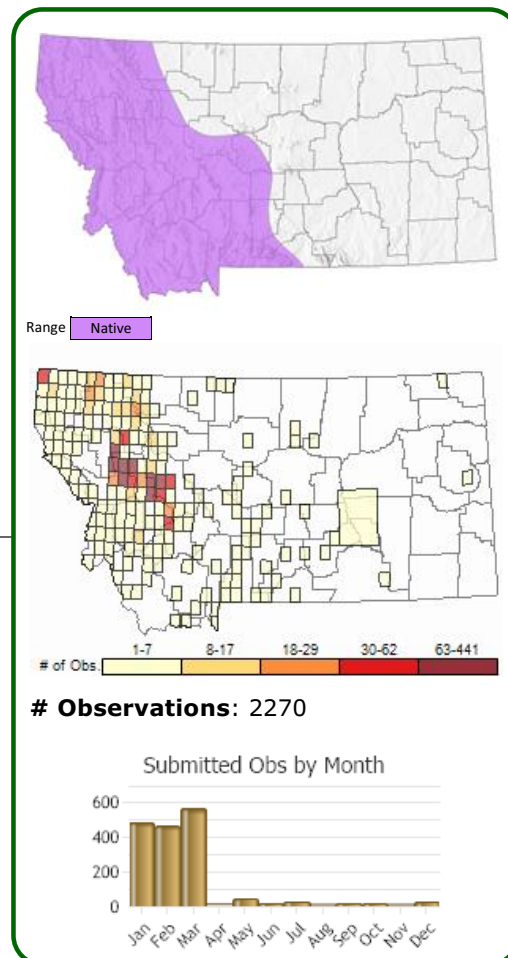 Range Native
1-7 8-17 18-29 30-62 63-441
# of Obs.
# Observations: 2270
Submitted Obs by Month
600
400
200
0
Jan Feb Mar Apr May Jun Jul Aug Sep Oct Nov Dec